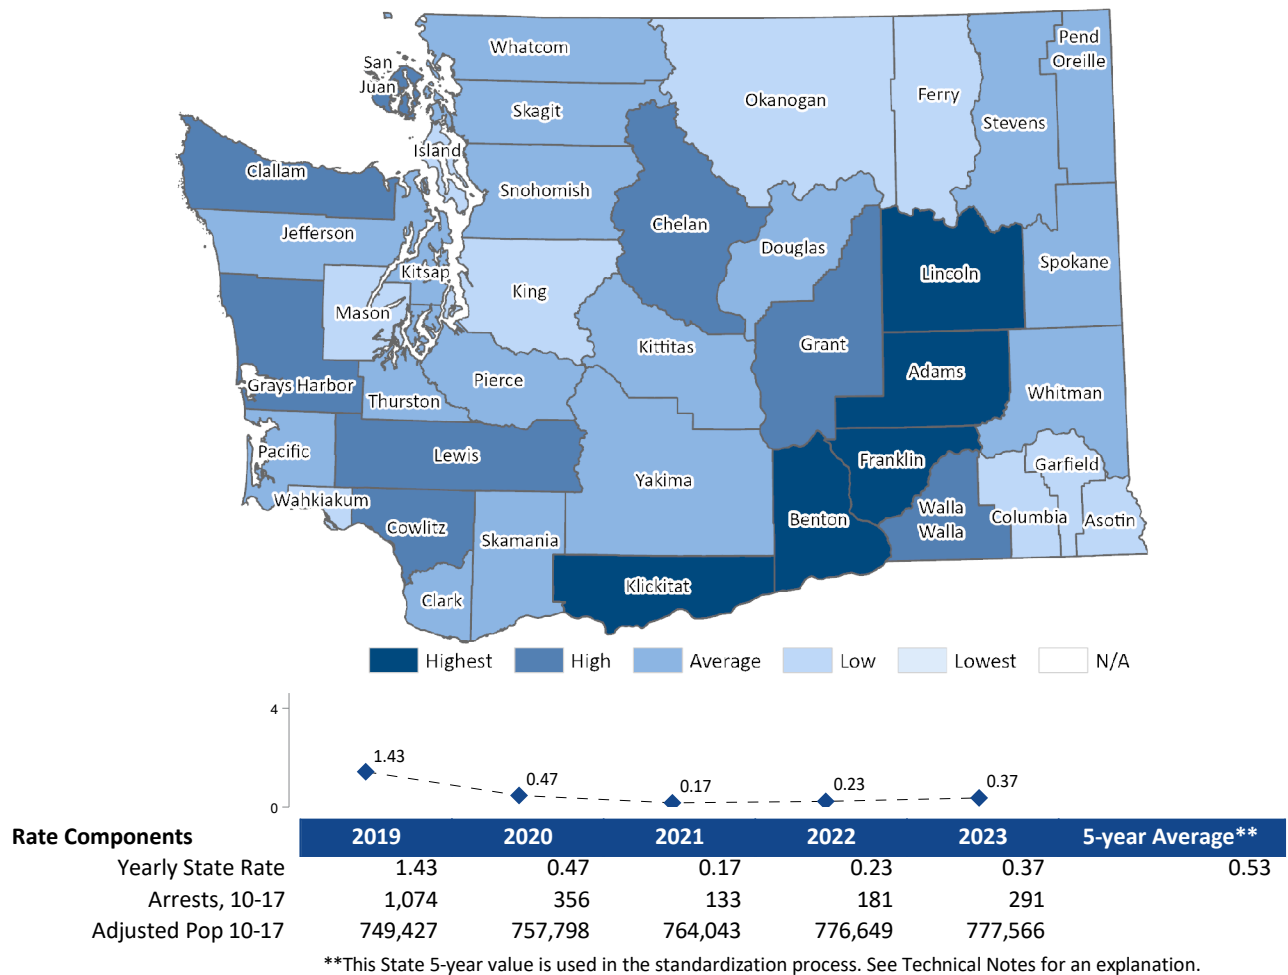 Whatcom
Pend
Oreille
San
Juan
Okanogan
Ferry
Skagit
Stevens
Island
Clallam
Snohomish
Chelan
Jefferson
Douglas
Spokane
Kitsap
Lincoln
King
Mason
Kittitas
Grant
Adams
Grays Harbor
Pierce
Thurston
Whitman
Pacific
Lewis
Franklin
Garfield
Yakima
Wahkiakum
Cowlitz
Walla
Walla
Columbia
Asotin
Benton
Skamania
Clark
Klickitat
Highest High Average Low Lowest N/A
4
1.43
0.47
0.17
0.23
0.37
0
Rate Components 2019 2020 2021 2022 2023 5-year Average**
Yearly State Rate 1.43 0.47 0.17 0.23 0.37 0.53
Arrests, 10-17 1,074 356 133 181 291
Adjusted Pop 10-17 749,427 757,798 764,043 776,649 777,566
**This State 5-year value is used in the standardization process. See Technical Notes for an explanation.